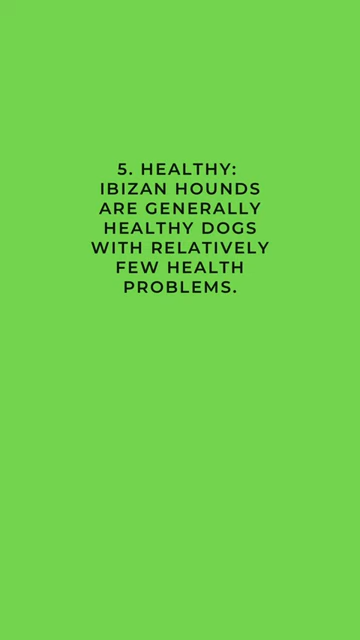 5. HEALTHY:
IBIZAN HOUNDS
ARE GENERALLY
HEALTHY DOGS
WITH RELATIVELY
FEW HEALTH
PROBLEMS.